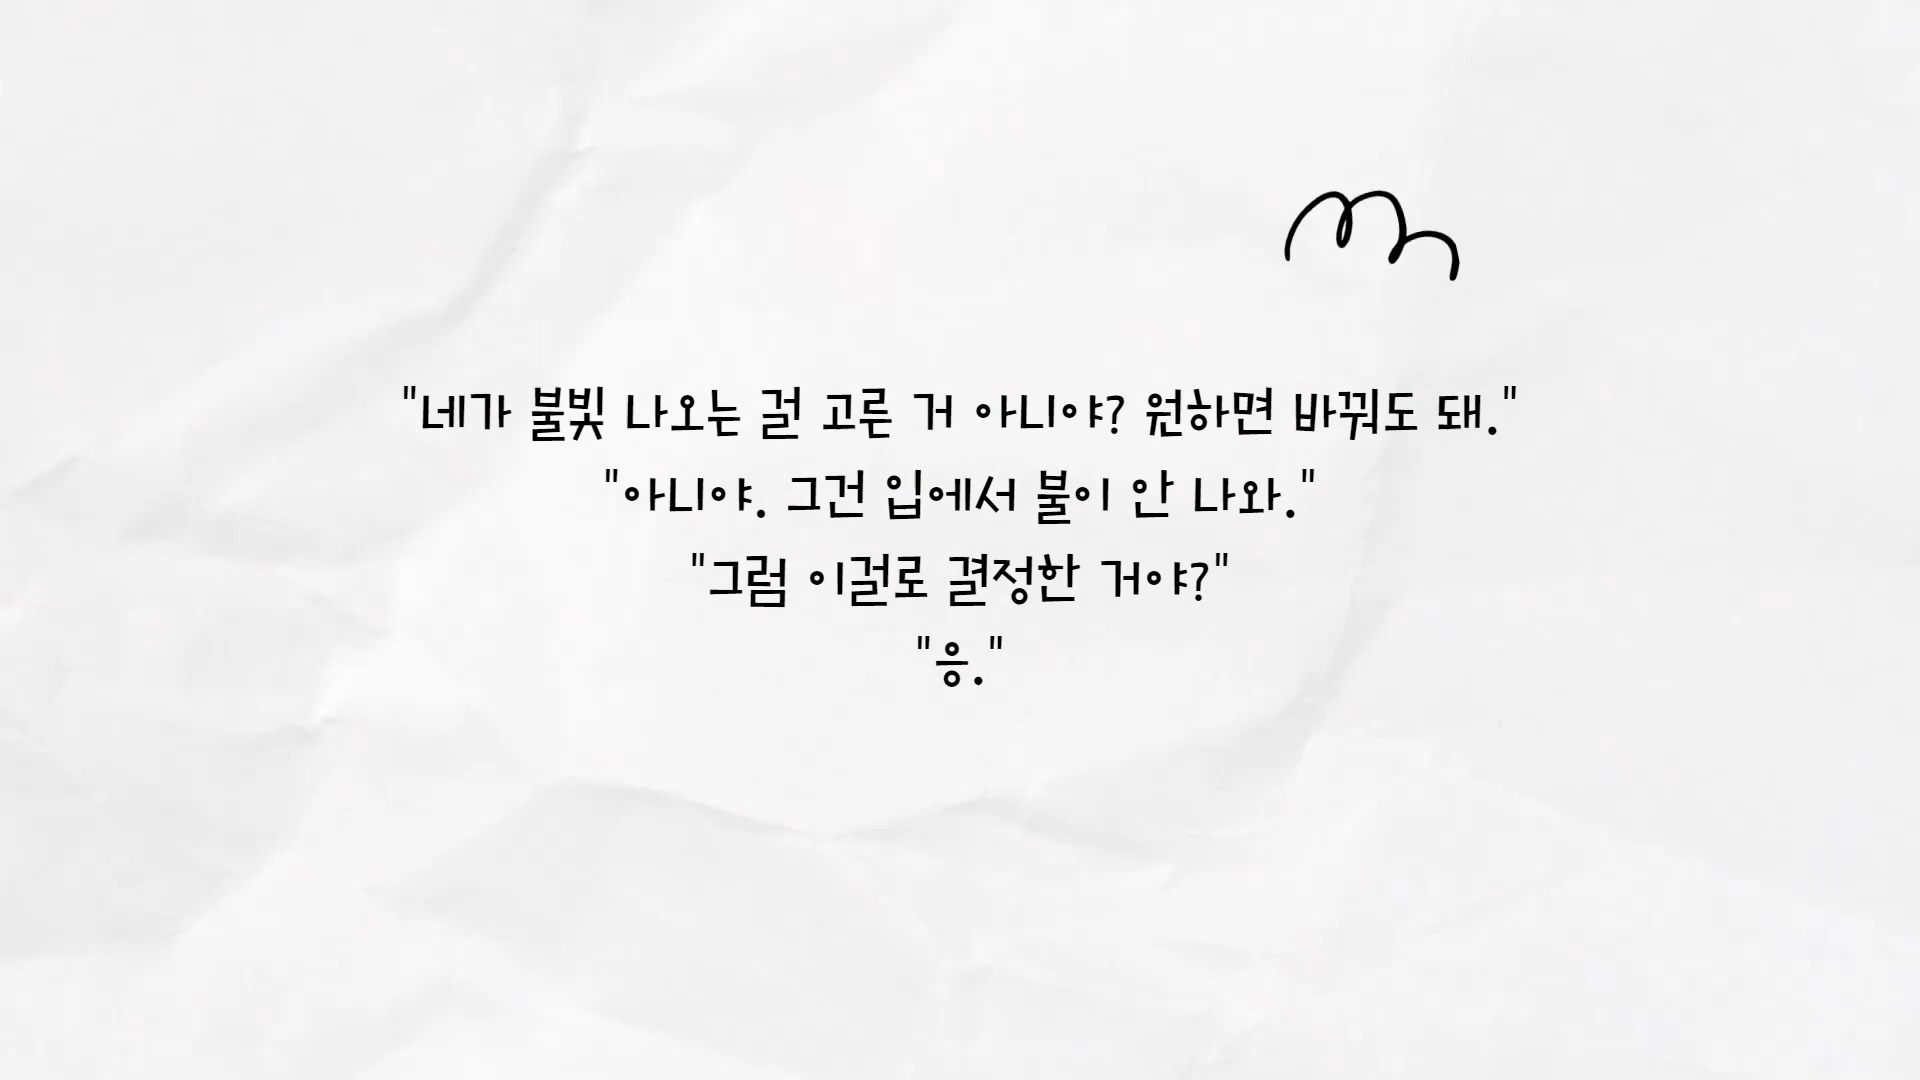 "네가 불빛 나오는 걸 고른 거 아니야? 원하면 바꿔도 돼."
"아니야. 그건 입에서 불이 안 나와."
"그럼 이걸로 결정한 거야?"
"응."